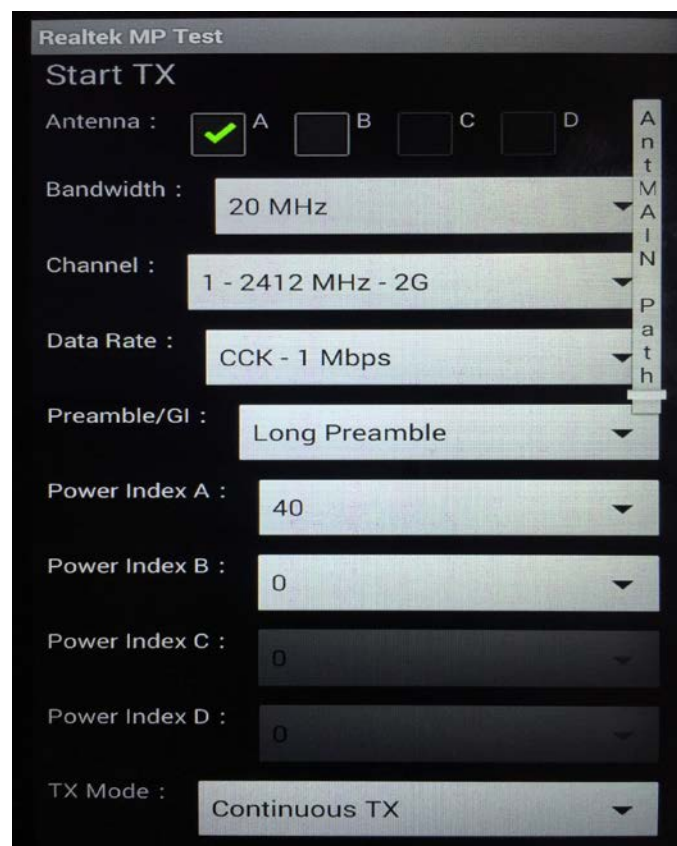 Realtek MP Test
Start TX
Antenna : A B C D
Bandwidth : 20 MHz
Channel : 1 - 2412 MHz - 2G
Data Rate : CCK - 1 Mbps
Preamble/GI : Long Preamble
Power Index A : 40
Power Index B : 0
Power Index C : 0
Power Index D : 0
TX Mode : Continuous TX
AntMAIN Path